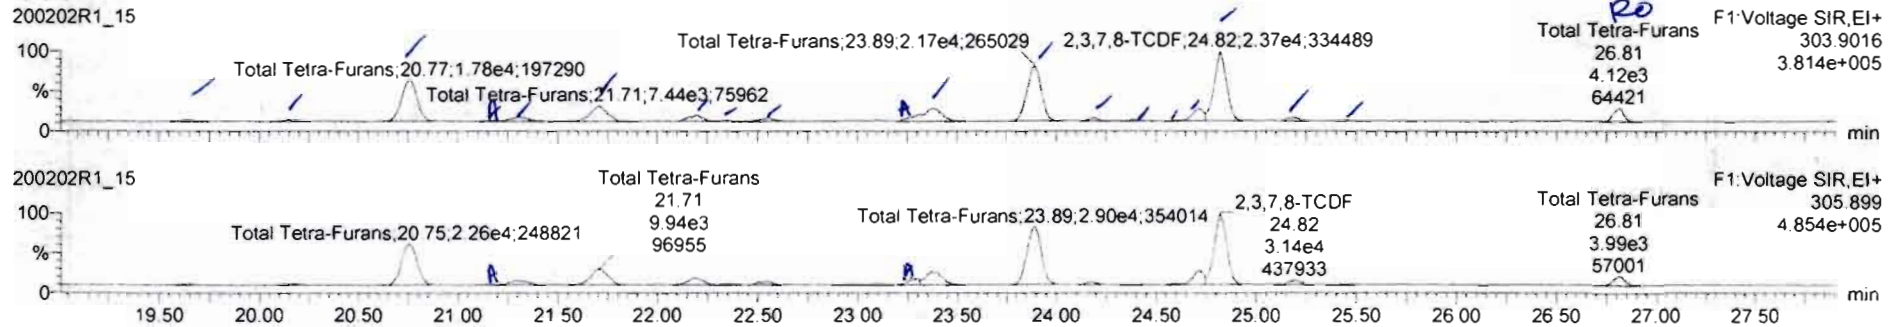 200202R1_15
RO
F1:Voltage SIR,EI+
303.9016
3.814e+005
Total Tetra-Furans;23.89;2.17e4;265029
2,3,7,8-TCDF;24.82;2.37e4;334489
Total Tetra-Furans
26.81
4.12e3
64421
100
%
0
Total Tetra-Furans;20.77;1.78e4;197290
Total Tetra-Furans;21.71;7.44e3;75962
A
A
min
200202R1_15
F1:Voltage SIR,EI+
305.899
4.854e+005
Total Tetra-Furans
21.71
9.94e3
96955
2,3,7,8-TCDF
24.82
3.14e4
437933
Total Tetra-Furans
26.81
3.99e3
57001
100
%
0
Total Tetra-Furans;20.75;2.26e4;248821
Total Tetra-Furans;23.89;2.90e4;354014
A
A
min
19.50 20.00 20.50 21.00 21.50 22.00 22.50 23.00 23.50 24.00 24.50 25.00 25.50 26.00 26.50 27.00 27.50